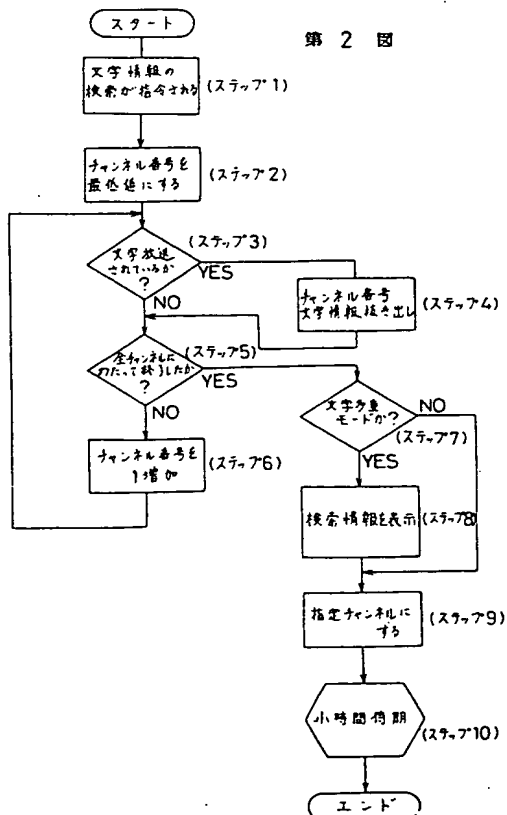 第2図
スタート
文字情報の
検索が指令される
(ステップ1)
チャンネル番号を
最低値にする
(ステップ2)
文字放送
されているか
?
(ステップ3)
YES
NO
チャンネル番号
文字情報抜き出し
(ステップ4)
全チャンネルに
わたって終了したか
?
(ステップ5)
YES
NO
チャンネル番号を
1増加
(ステップ6)
文字多重
モードか?
(ステップ7)
NO
YES
検索情報を表示
(ステップ8)
指定チャンネルに
する
(ステップ9)
小時間待期
(ステップ10)
エンド